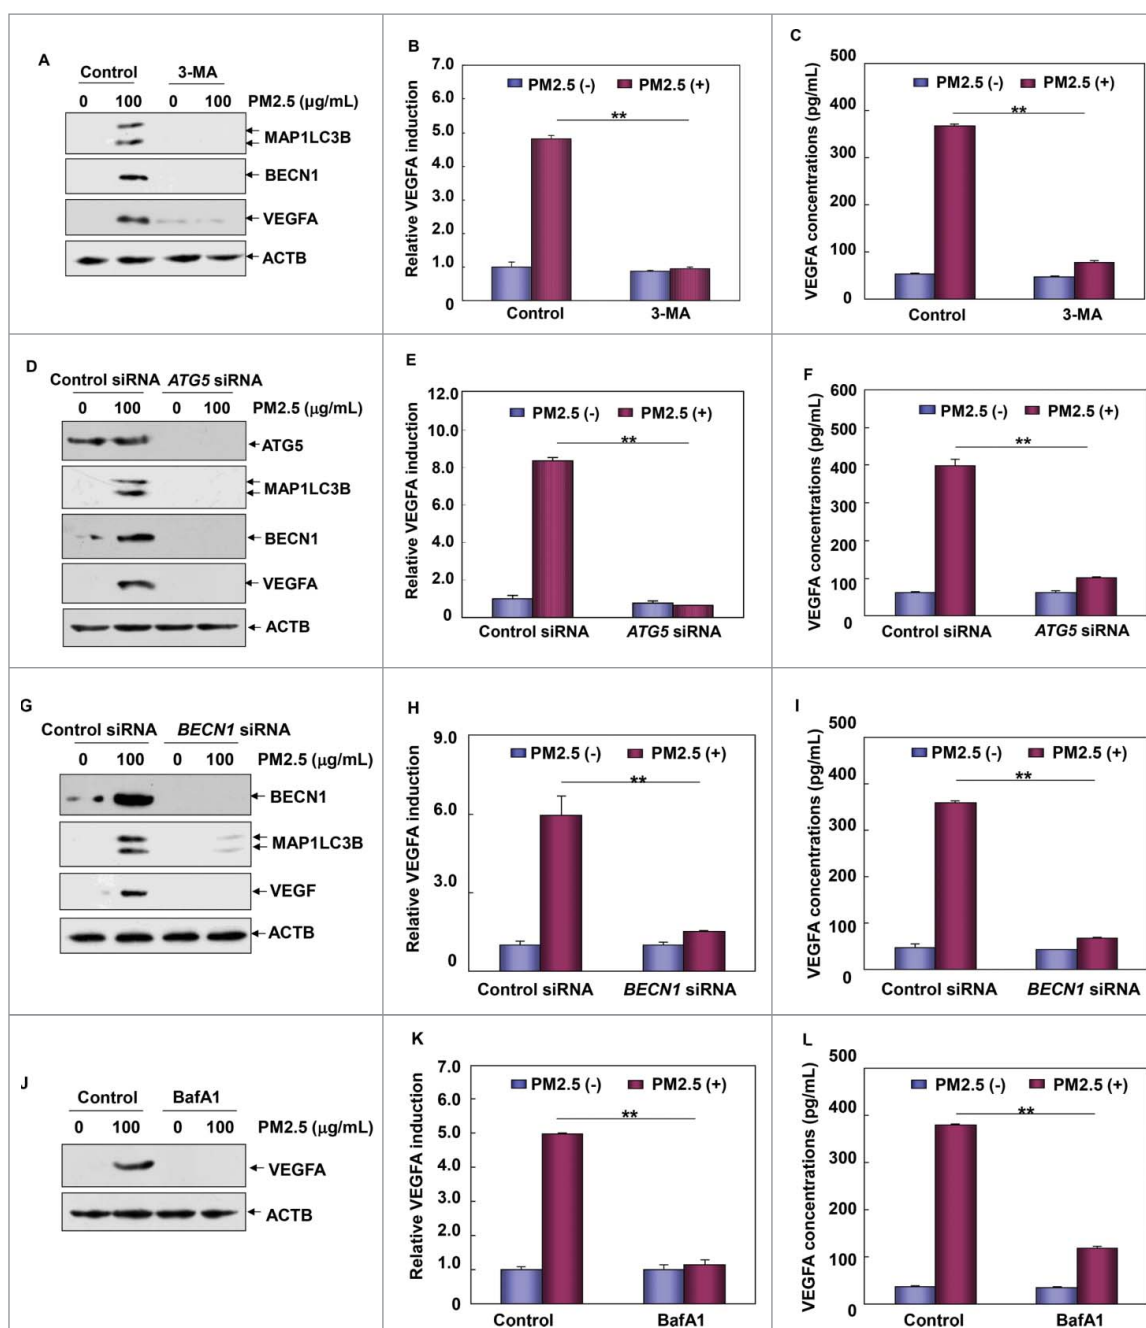 A
Control 3-MA
0 100 0 100 PM2.5 (µg/mL)
MAP1LC3B
BECN1
VEGFA
ACTB
B
7.0
6.0
5.0
4.0
3.0
2.0
1.0
0
Relative VEGFA induction
PM2.5 (-) PM2.5 (+)
**
Control 3-MA
C
500
400
300
200
100
0
VEGFA concentrations (pg/mL)
PM2.5 (-) PM2.5 (+)
**
Control 3-MA
D
Control siRNA ATG5 siRNA
0 100 0 100 PM2.5 (µg/mL)
ATG5
MAP1LC3B
BECN1
VEGFA
ACTB
E
12.0
10.0
8.0
6.0
4.0
2.0
0
Relative VEGFA induction
PM2.5 (-) PM2.5 (+)
**
Control siRNA ATG5 siRNA
F
600
500
400
300
200
100
0
VEGFA concentrations (pg/mL)
PM2.5 (-) PM2.5 (+)
**
Control siRNA ATG5 siRNA
G
Control siRNA BECN1 siRNA
0 100 0 100 PM2.5 (µg/mL)
BECN1
MAP1LC3B
VEGF
ACTB
H
9.0
6.0
3.0
0
Relative VEGFA induction
PM2.5 (-) PM2.5 (+)
**
Control siRNA BECN1 siRNA
I
500
400
300
200
100
0
VEGFA concentrations (pg/mL)
PM2.5 (-) PM2.5 (+)
**
Control siRNA BECN1 siRNA
J
Control BafA1
0 100 0 100 PM2.5 (µg/mL)
VEGFA
ACTB
K
7.0
6.0
5.0
4.0
3.0
2.0
1.0
0
Relative VEGFA induction
PM2.5 (-) PM2.5 (+)
**
Control BafA1
L
500
400
300
200
100
0
VEGFA concentrations (pg/mL)
PM2.5 (-) PM2.5 (+)
**
Control BafA1